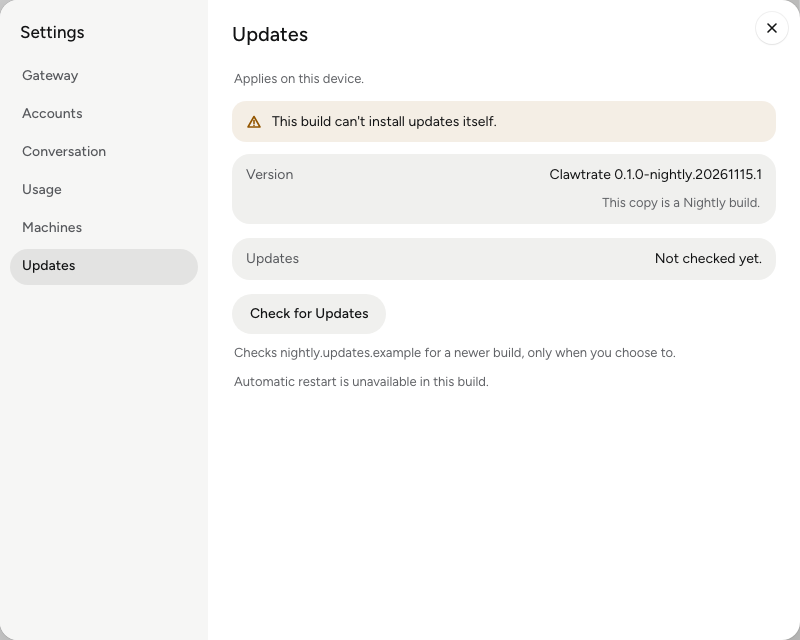 Settings
Gateway
Accounts
Conversation
Usage
Machines
Updates
Updates
Applies on this device.
This build can't install updates itself.
Version
Clawtrate 0.1.0-nightly.20261115.1
This copy is a Nightly build.
Updates
Not checked yet.
Check for Updates
Checks nightly.updates.example for a newer build, only when you choose to.
Automatic restart is unavailable in this build.